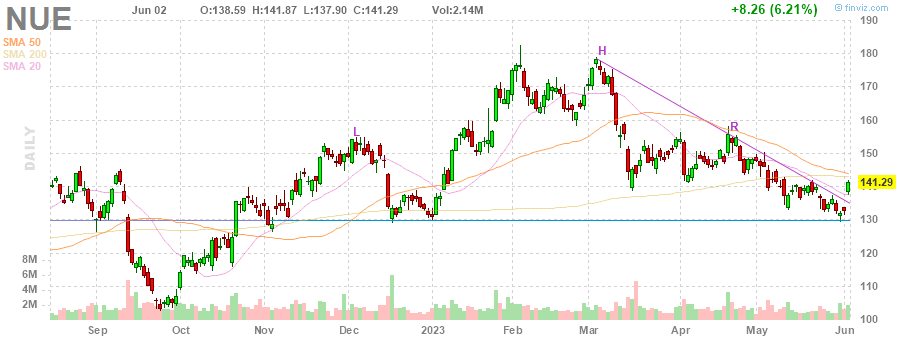 NUE Jun 02 O:138.59 H:141.87 L:137.90 C:141.29 Vol:2.14M +8.26 (6.21%) © finviz.com
SMA 50
SMA 200
SMA 20
DAILY
L
H
R
190
180
170
160
150
141.29
130
120
110
100
8M
6M
4M
2M
Sep Oct Nov Dec 2023 Feb Mar Apr May Jun